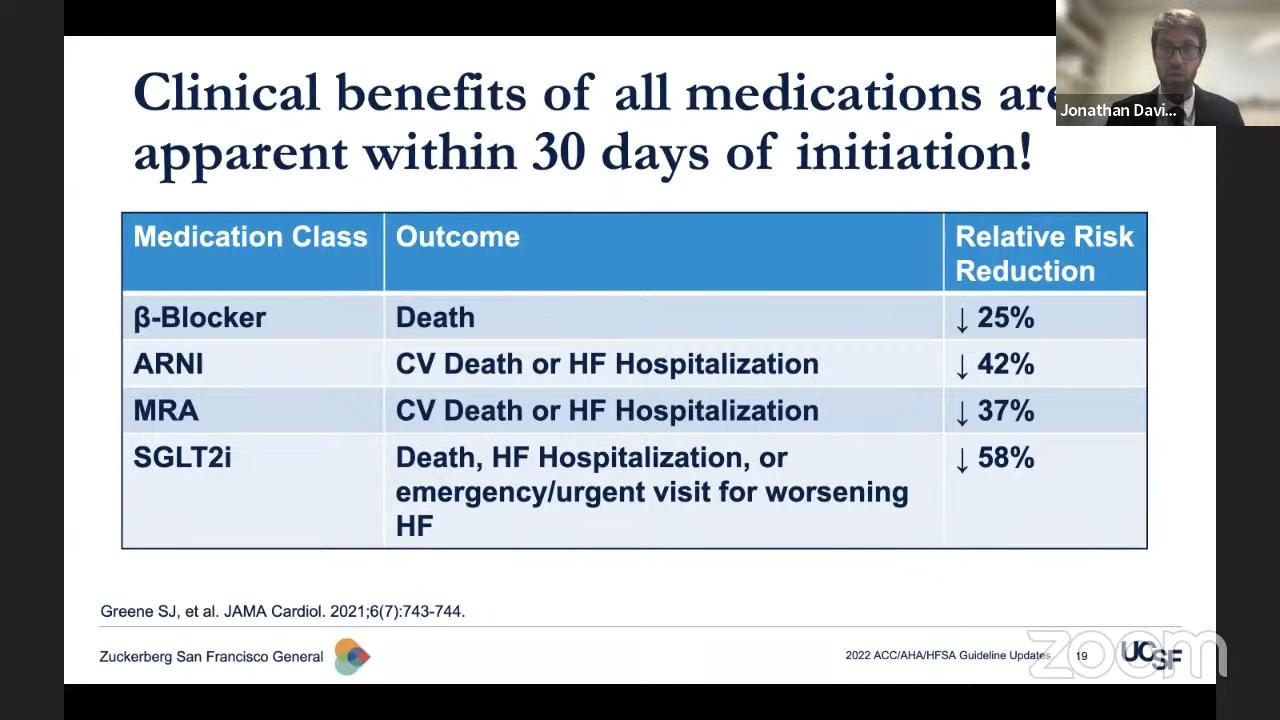 Clinical benefits of all medications are
apparent within 30 days of initiation!
Jonathan Davi...
Medication Class
Outcome
Relative Risk
Reduction
β-Blocker
Death
↓ 25%
ARNI
CV Death or HF Hospitalization
↓ 42%
MRA
CV Death or HF Hospitalization
↓ 37%
SGLT2i
Death, HF Hospitalization, or
emergency/urgent visit for worsening
HF
↓ 58%
Greene SJ, et al. JAMA Cardiol. 2021;6(7):743-744.
Zuckerberg San Francisco General
2022 ACC/AHA/HFSA Guideline Updates
19
UCSF
zoom